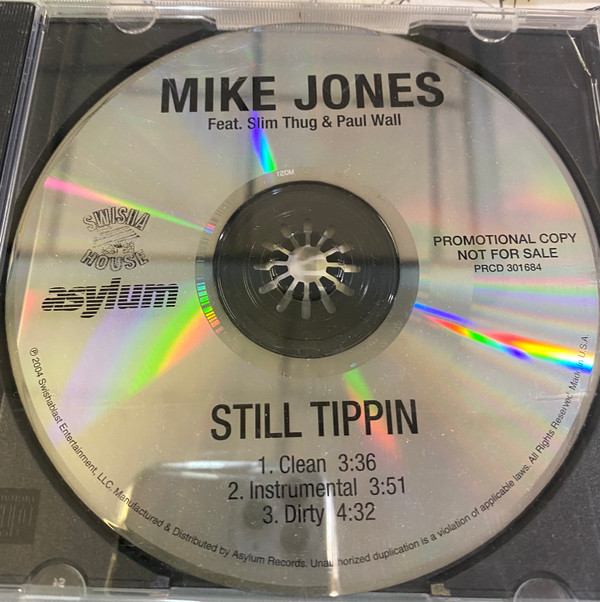 MIKE JONES
Feat. Slim Thug & Paul Wall
SWISHA
HOUSE
asylum
PROMOTIONAL COPY
NOT FOR SALE
PRCD 301684
STILL TIPPIN
1. Clean 3:36
2. Instrumental 3:51
3. Dirty 4:32
℗ 2004 Swishablast Entertainment, LLC. Manufactured & Distributed by Asylum Records. Unauthorized duplication is a violation of applicable laws. All Rights Reserved. Made in U.S.A.